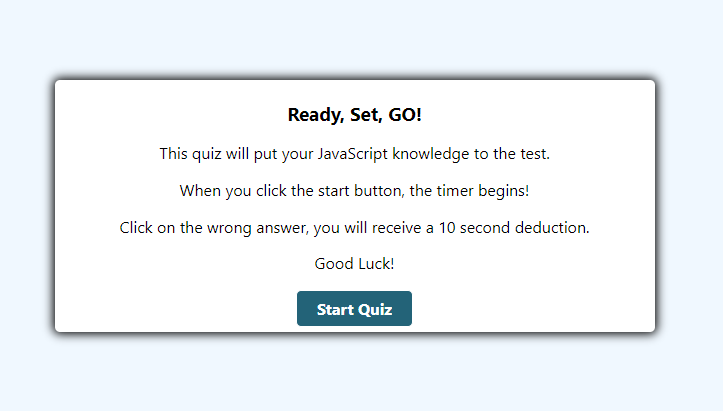 Ready, Set, GO!
This quiz will put your JavaScript knowledge to the test.
When you click the start button, the timer begins!
Click on the wrong answer, you will receive a 10 second deduction.
Good Luck!
Start Quiz